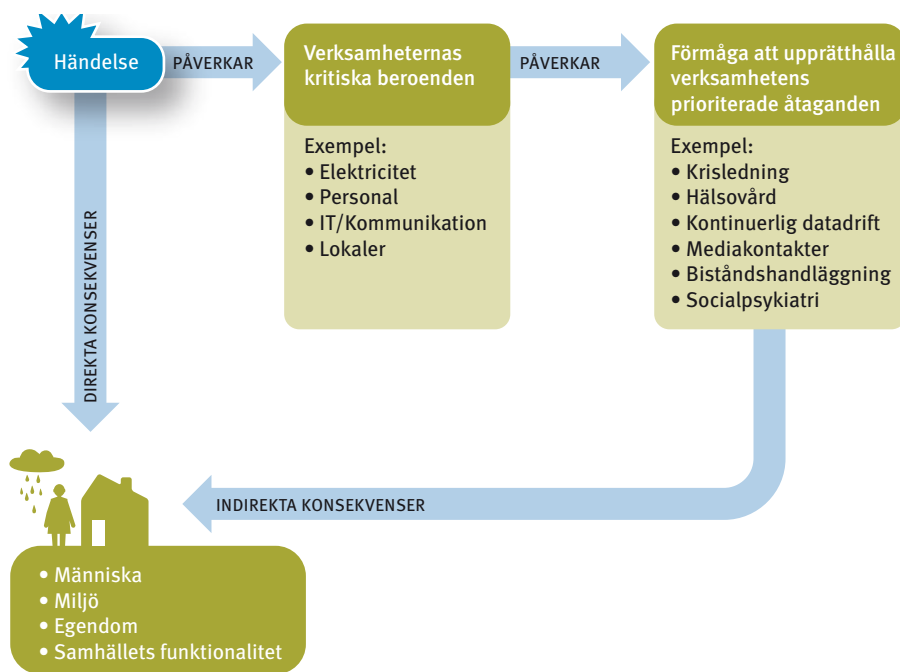 Händelse
PÅVERKAR
Verksamheternas
kritiska beroenden
PÅVERKAR
Förmåga att upprätthålla
verksamhetens
prioriterade åtaganden
Exempel:
• Elektricitet
• Personal
• IT/Kommunikation
• Lokaler
Exempel:
• Krisledning
• Hälsovård
• Kontinuerlig datadrift
• Mediakontakter
• Biståndshandläggning
• Socialpsykiatri
DIREKTA KONSEKVENSER
INDIREKTA KONSEKVENSER
• Människa
• Miljö
• Egendom
• Samhällets funktionalitet